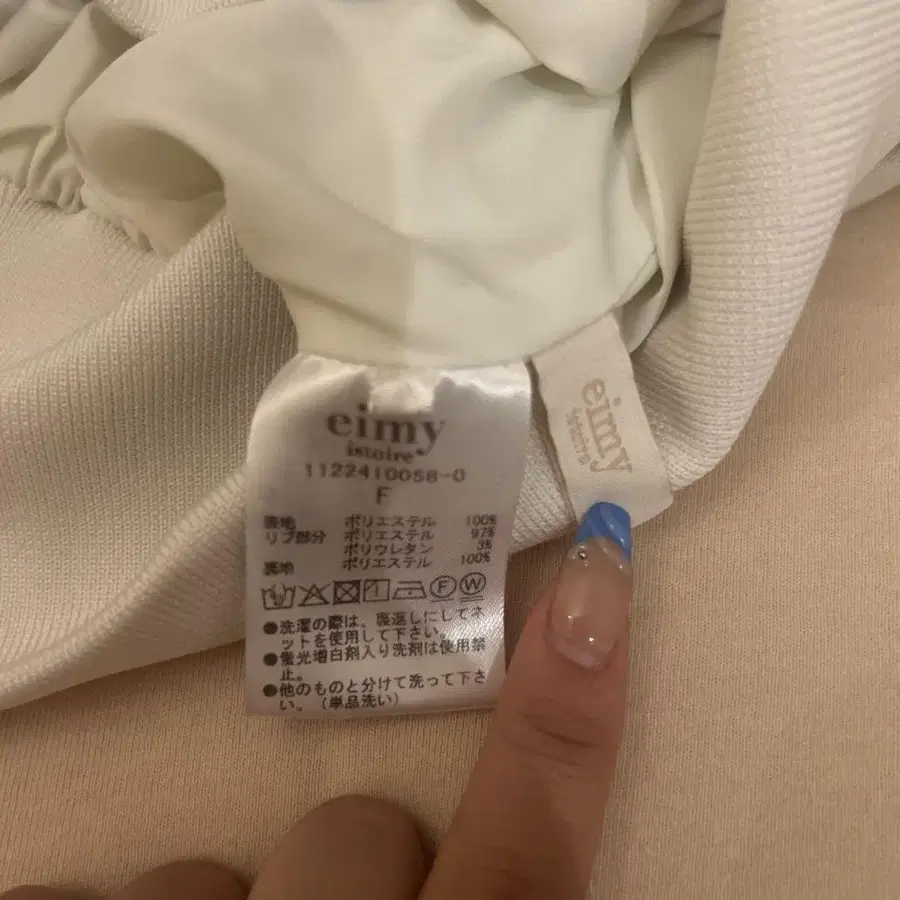 eimy
istoire
1122410058-0
F
表地 ポリエステル 100%
リブ部分 ポリエステル 97%
ポリウレタン 3%
裏地 ポリエステル 100%
F W
●洗濯の際は、裏返しにしてネ
ットを使用して下さい。
●蛍光増白剤入り洗剤は使用禁
止。
●他のものと分けて洗って下さ
い。(単品洗い)
eimy
istoire